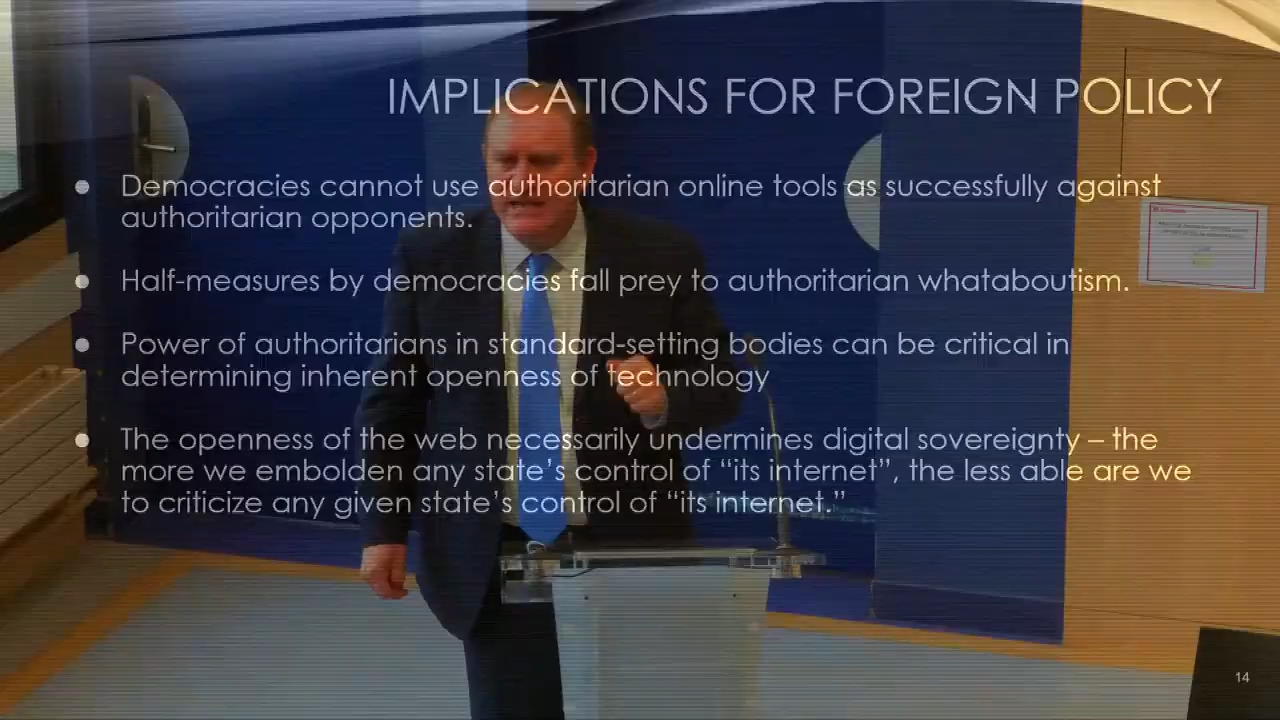 IMPLICATIONS FOR FOREIGN POLICY
● Democracies cannot use authoritarian online tools as successfully against
authoritarian opponents.
● Half-measures by democracies fall prey to authoritarian whataboutism.
● Power of authoritarians in standard-setting bodies can be critical in
determining inherent openness of technology
● The openness of the web necessarily undermines digital sovereignty – the
more we embolden any state’s control of “its internet”, the less able are we
to criticize any given state’s control of “its internet.”
14